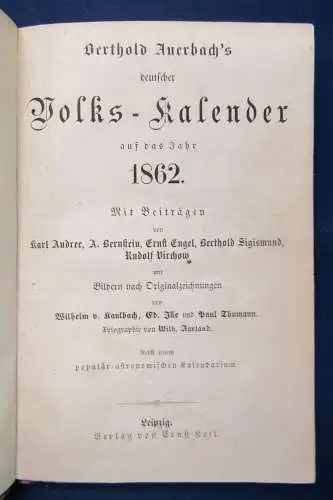 Berthold Auerbach's
deutscher
Volks-Kalender
auf das Jahr
1862.
Mit Beiträgen
von
Karl Andree, A. Bernstein, Ernst Engel, Berthold Sigismund,
Rudolf Virchow
mit
Bildern nach Originalzeichnungen
von
Wilhelm v. Kaulbach, Ed. Ille und Paul Thumann.
Xylographie von Wilh. Aarland.
Nebst einem
populär-astronomischen Kalendarium.
Leipzig.
Verlag von Ernst Keil.